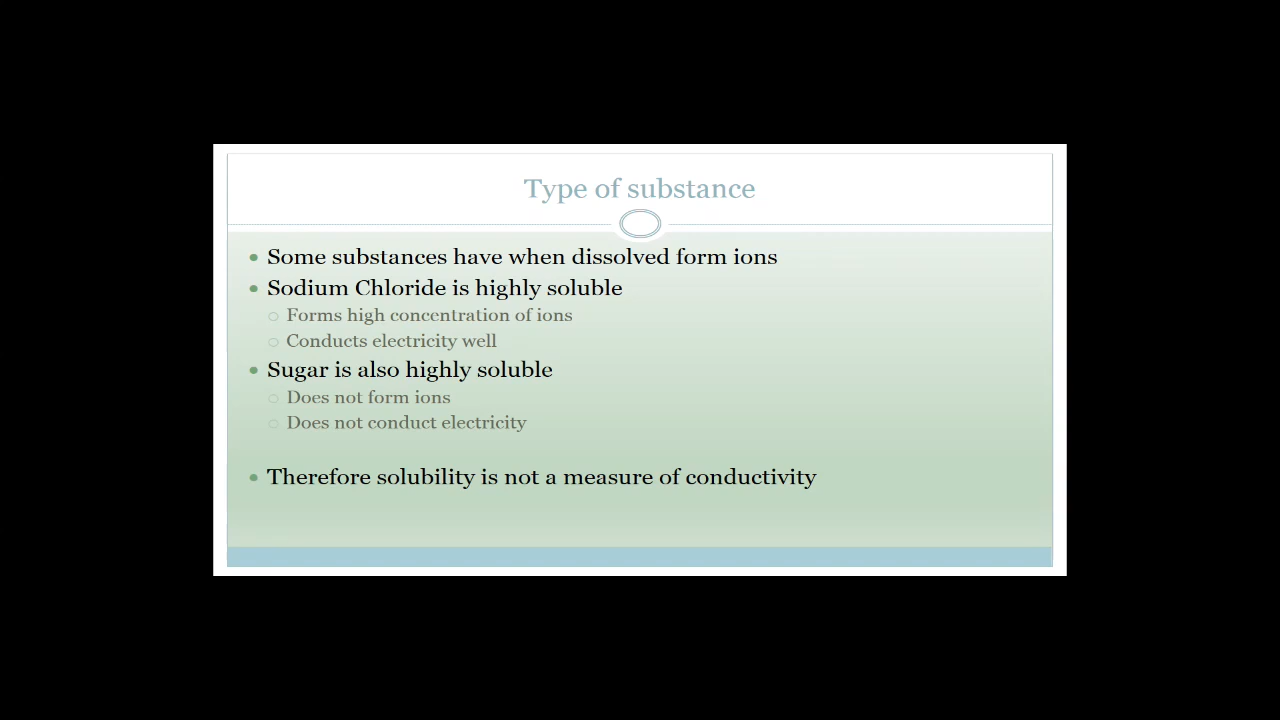 Type of substance
Some substances have when dissolved form ions
Sodium Chloride is highly soluble
Forms high concentration of ions
Conducts electricity well
Sugar is also highly soluble
Does not form ions
Does not conduct electricity
Therefore solubility is not a measure of conductivity